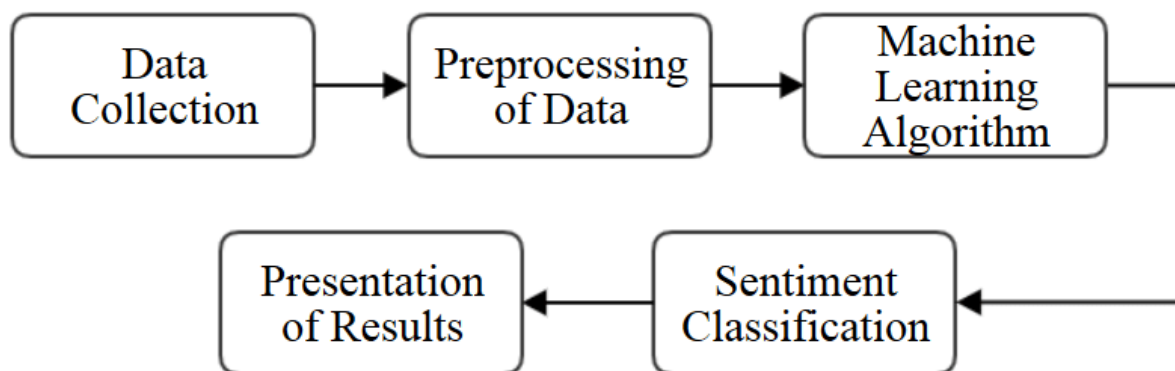 Data
Collection
Preprocessing
of Data
Machine
Learning
Algorithm
Sentiment
Classification
Presentation
of Results